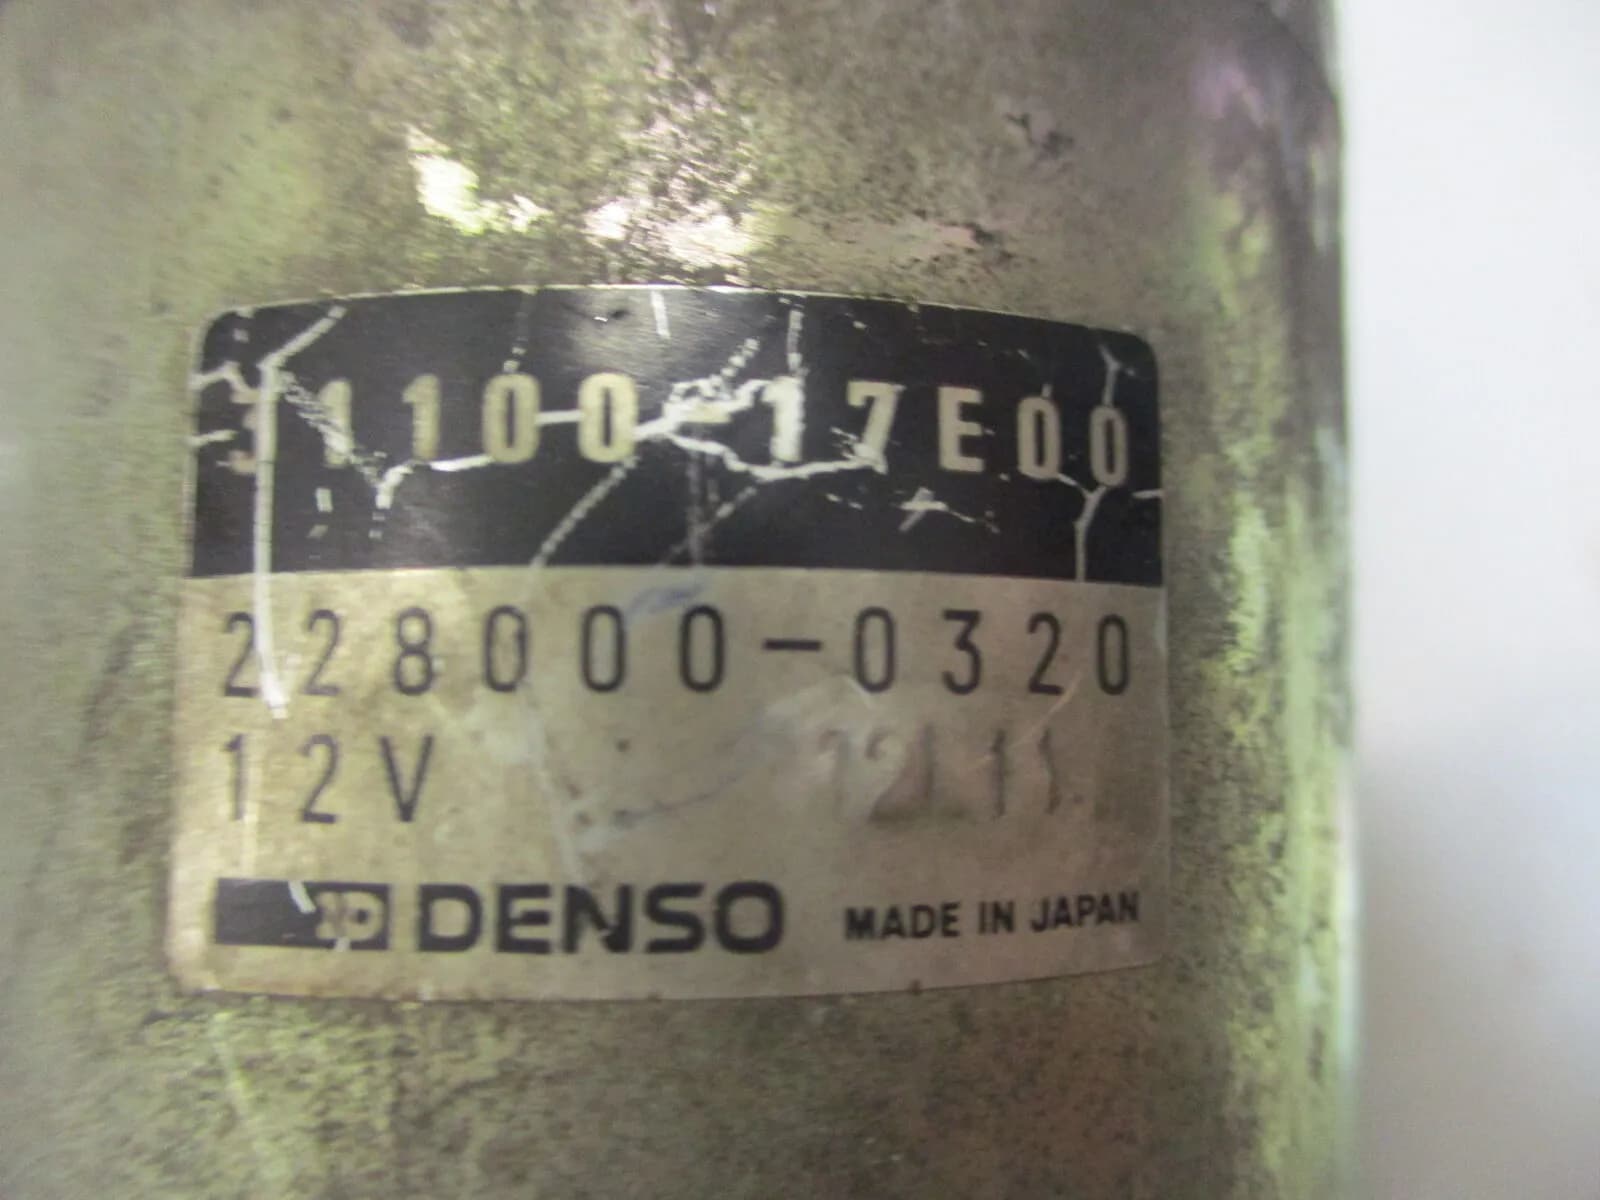 31100-17E00
228000-0320
12V
DENSO MADE IN JAPAN